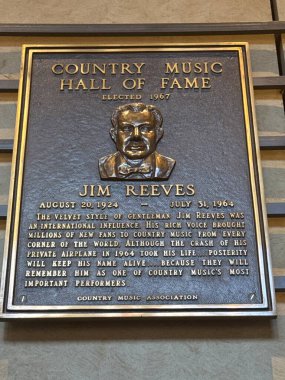 COUNTRY MUSIC
HALL OF FAME
ELECTED 1967
JIM REEVES
AUGUST 20, 1924 — JULY 31, 1964
THE VELVET STYLE OF GENTLEMAN JIM REEVES WAS
AN INTERNATIONAL INFLUENCE. HIS RICH VOICE BROUGHT
MILLIONS OF NEW FANS TO COUNTRY MUSIC FROM EVERY
CORNER OF THE WORLD. ALTHOUGH THE CRASH OF HIS
PRIVATE AIRPLANE IN 1964 TOOK HIS LIFE, POSTERITY
WILL KEEP HIS NAME ALIVE BECAUSE THEY WILL
REMEMBER HIM AS ONE OF COUNTRY MUSIC'S MOST
IMPORTANT PERFORMERS.
COUNTRY MUSIC ASSOCIATION